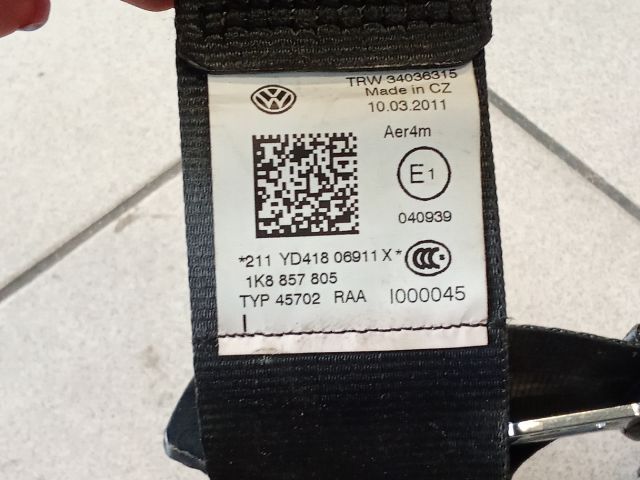 TRW 34036315
Made in CZ
10.03.2011
Aer4m
E1
040939
*211 YD418 06911 X*
CCC
1K8 857 805
TYP 45702 RAA I000045
I